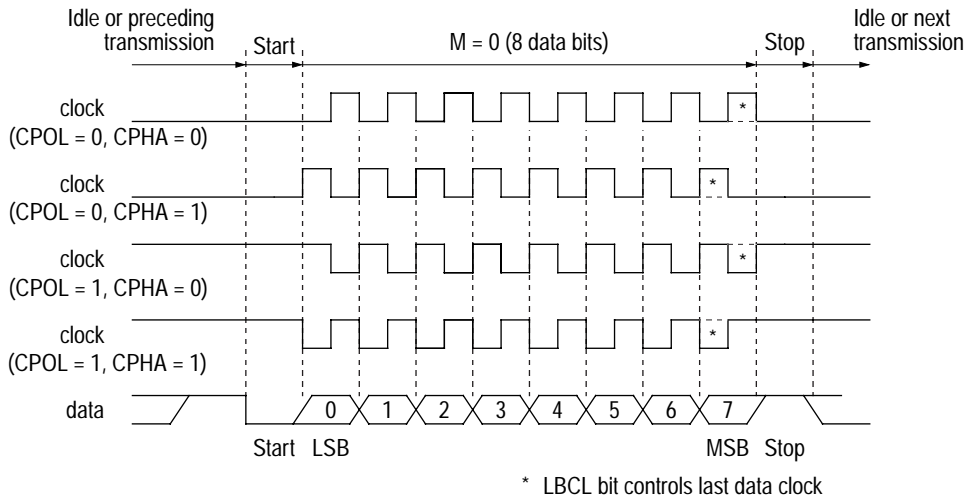 Idle or preceding
transmission
Start
M = 0 (8 data bits)
Stop
Idle or next
transmission
clock
(CPOL = 0, CPHA = 0)
*
clock
(CPOL = 0, CPHA = 1)
*
clock
(CPOL = 1, CPHA = 0)
*
clock
(CPOL = 1, CPHA = 1)
*
data
0 1 2 3 4 5 6 7
Start LSB MSB Stop
* LBCL bit controls last data clock